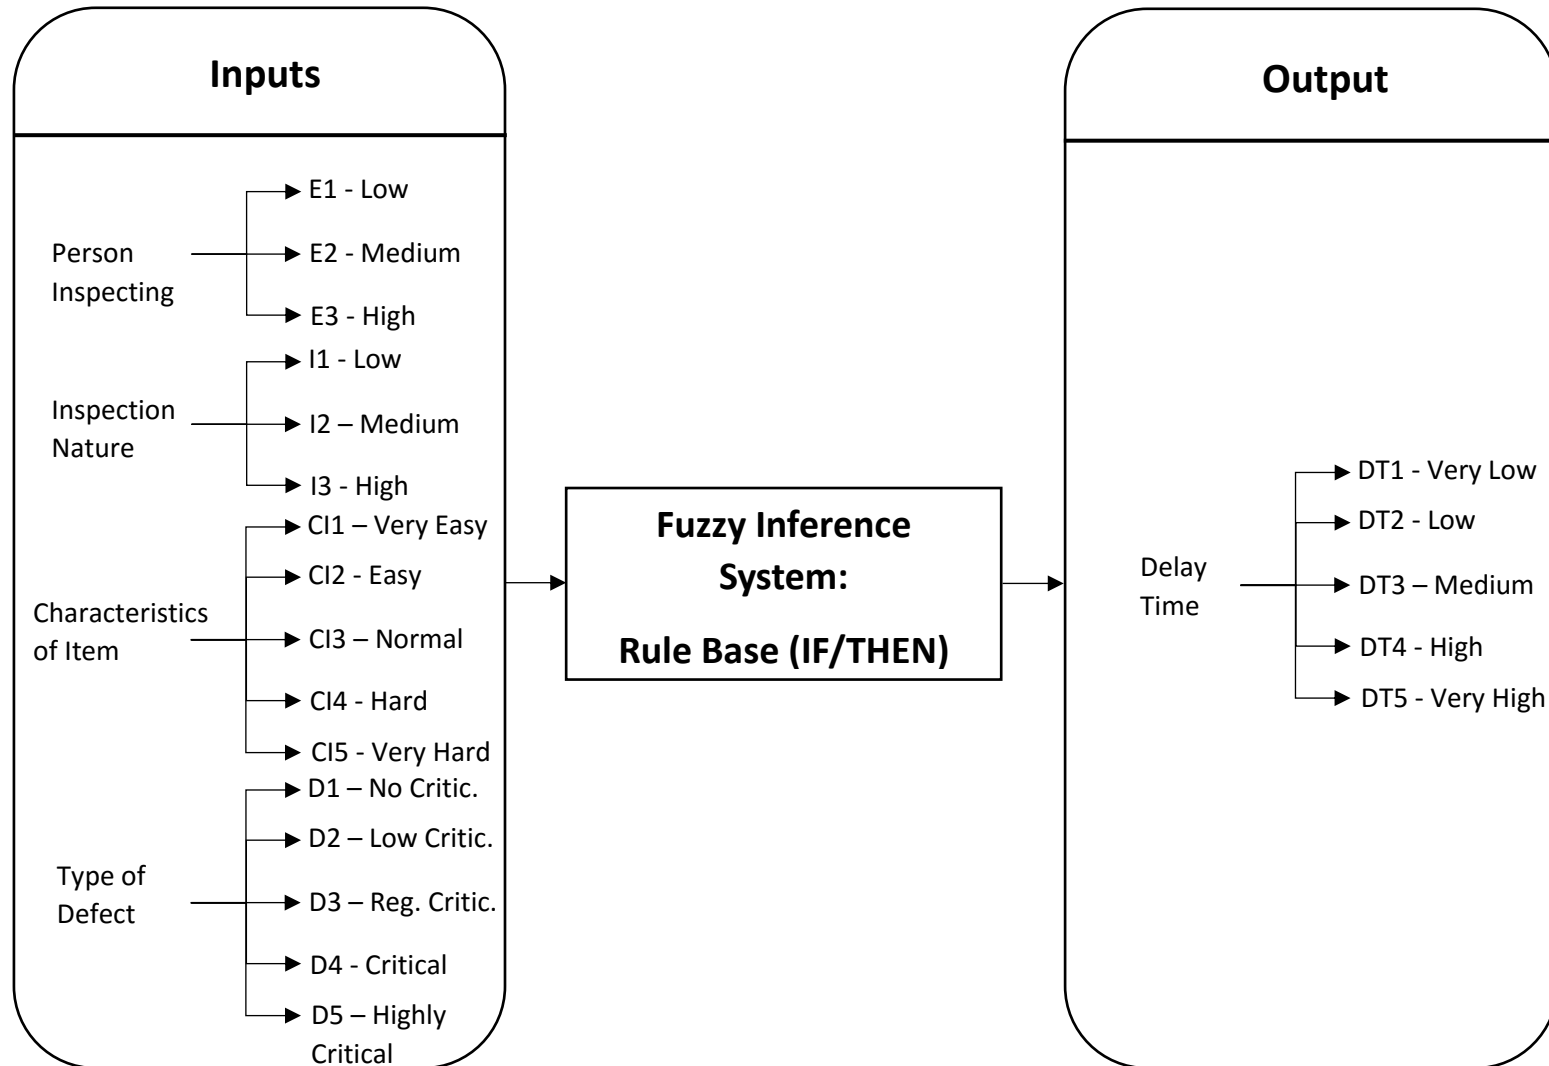 Inputs
Person
Inspecting
E1 - Low
E2 - Medium
E3 - High
Inspection
Nature
I1 - Low
I2 – Medium
I3 - High
Characteristics
of Item
CI1 – Very Easy
CI2 - Easy
CI3 – Normal
CI4 - Hard
CI5 - Very Hard
Type of
Defect
D1 – No Critic.
D2 – Low Critic.
D3 – Reg. Critic.
D4 - Critical
D5 – Highly
Critical
Fuzzy Inference
System:
Rule Base (IF/THEN)
Output
Delay
Time
DT1 - Very Low
DT2 - Low
DT3 – Medium
DT4 - High
DT5 - Very High